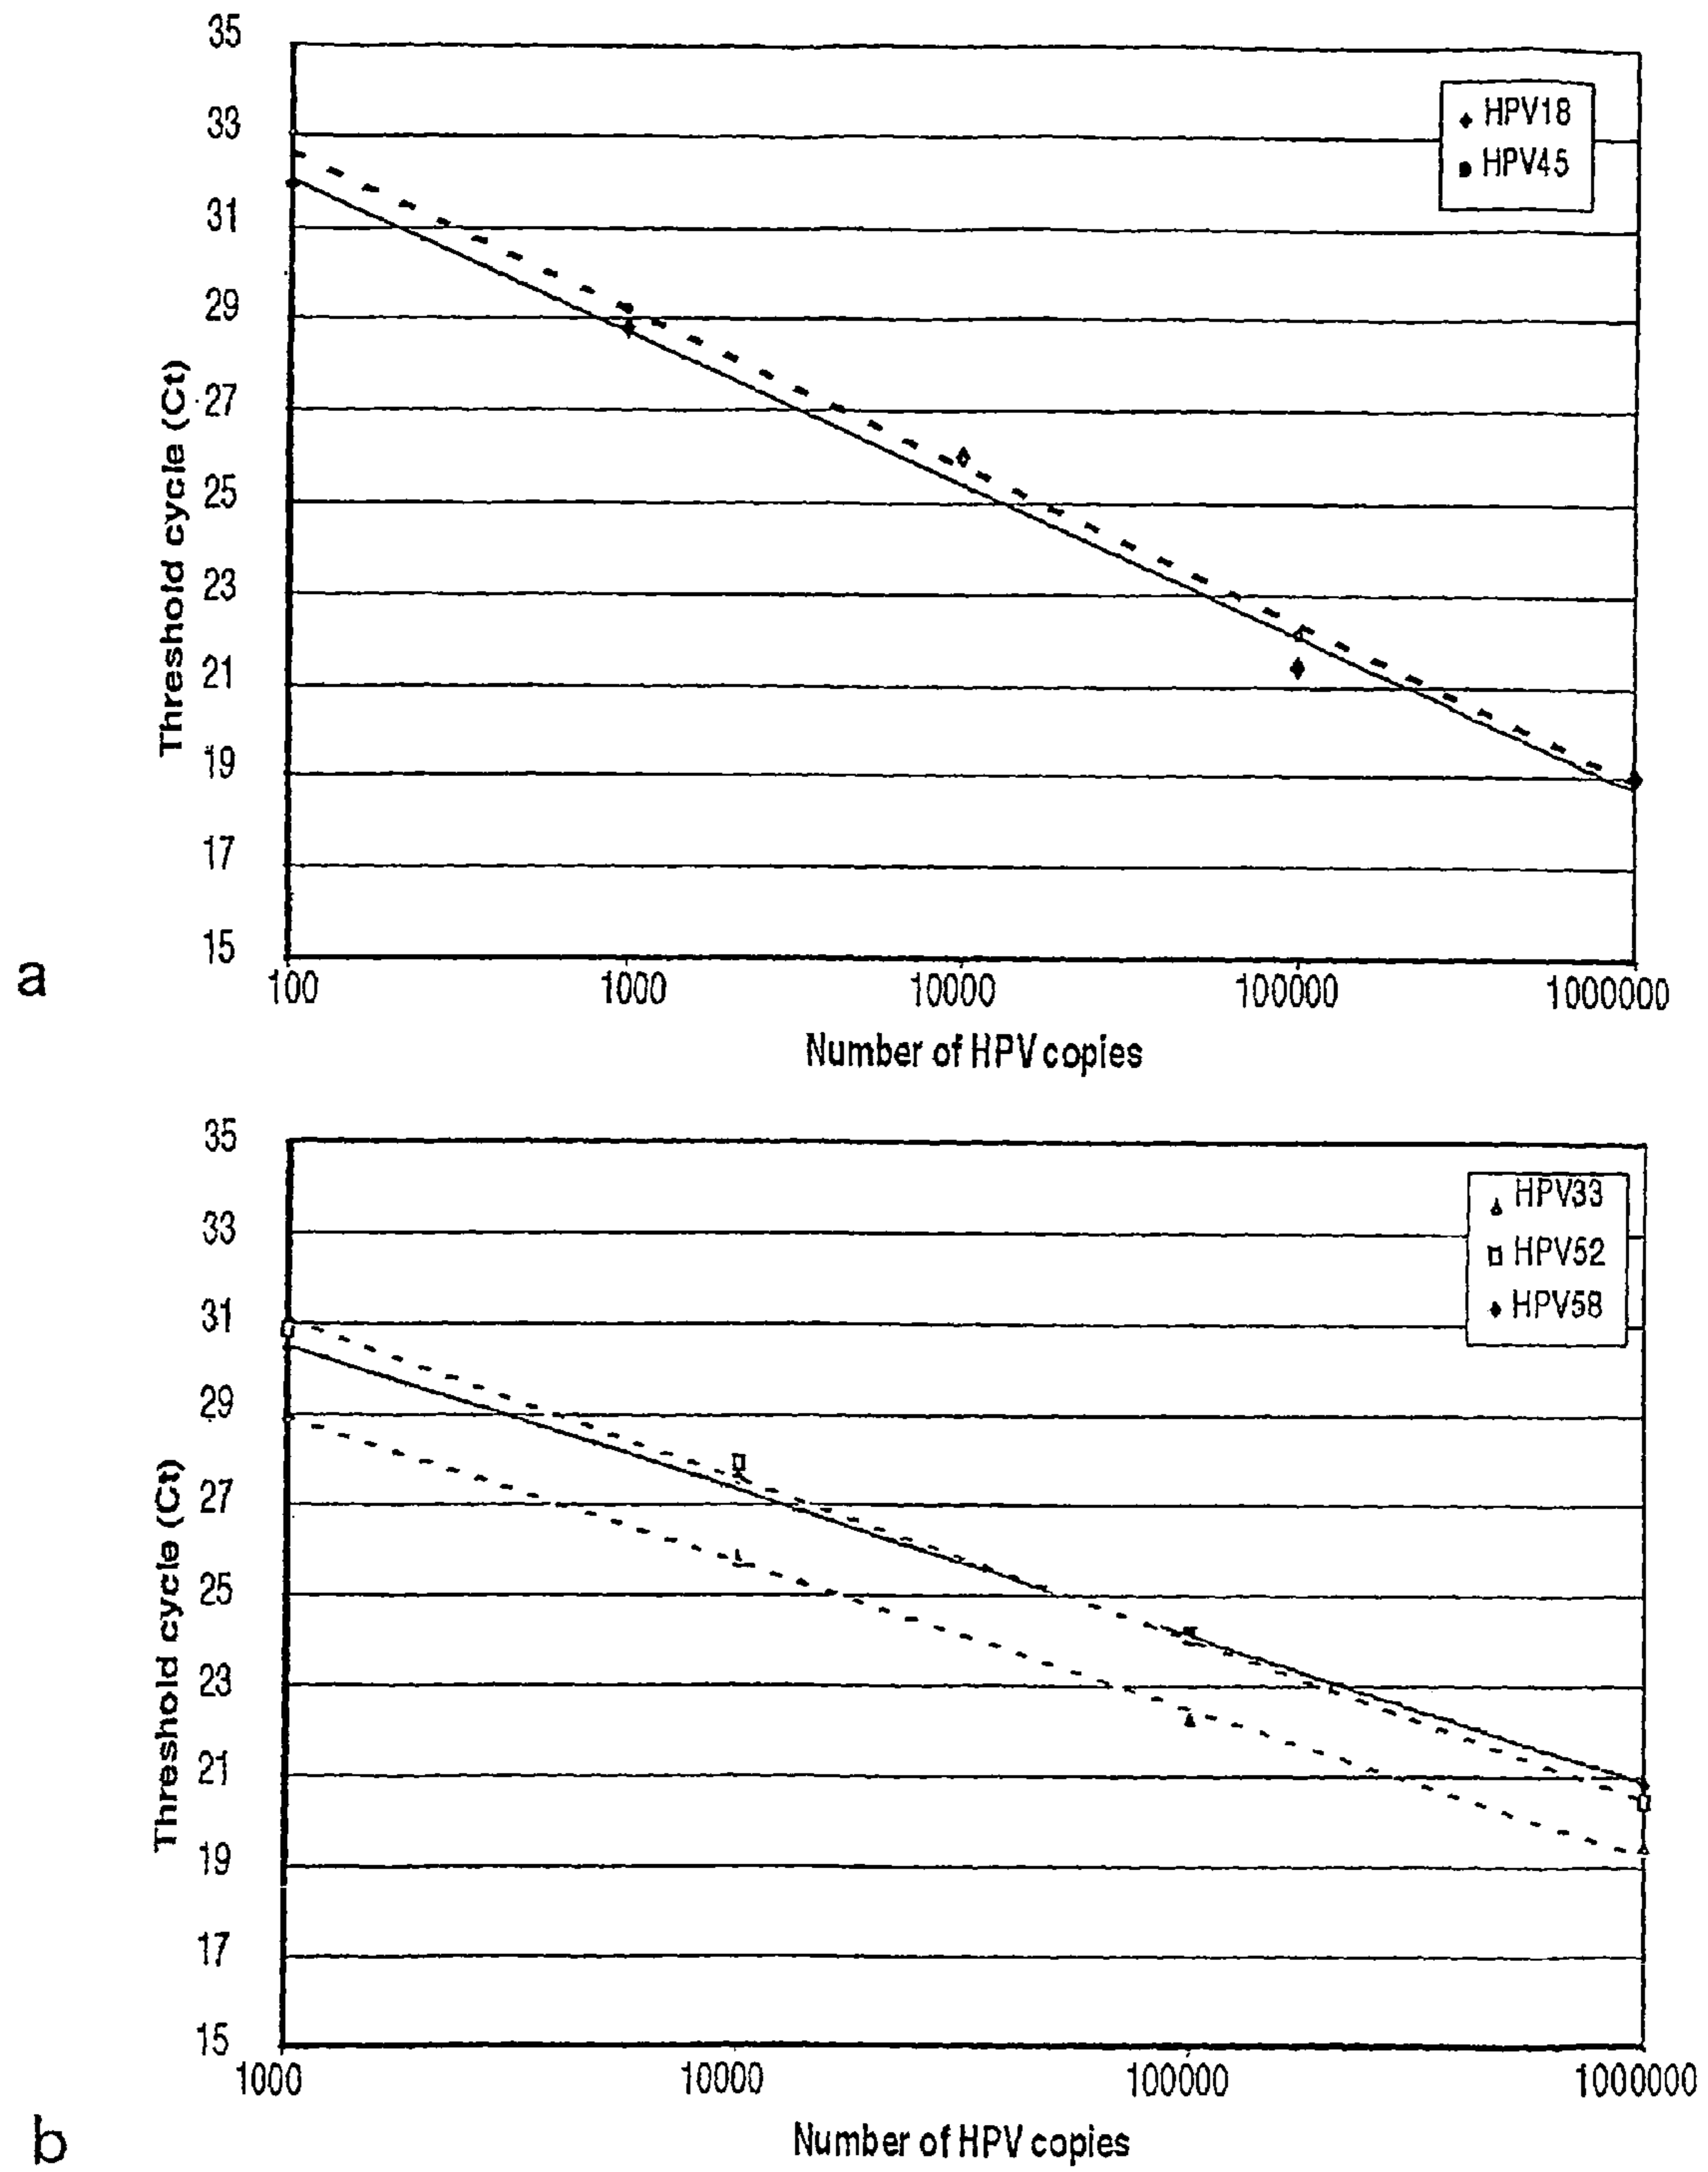 35
33
31
29
27
25
23
21
19
17
15
Threshold cycle (Ct)
HPV18
HPV45
100 1000 10000 100000 1000000
Number of HPV copies
a
35
33
31
29
27
25
23
21
19
17
15
Threshold cycle (Ct)
HPV33
HPV52
HPV58
1000 10000 100000 1000000
Number of HPV copies
b